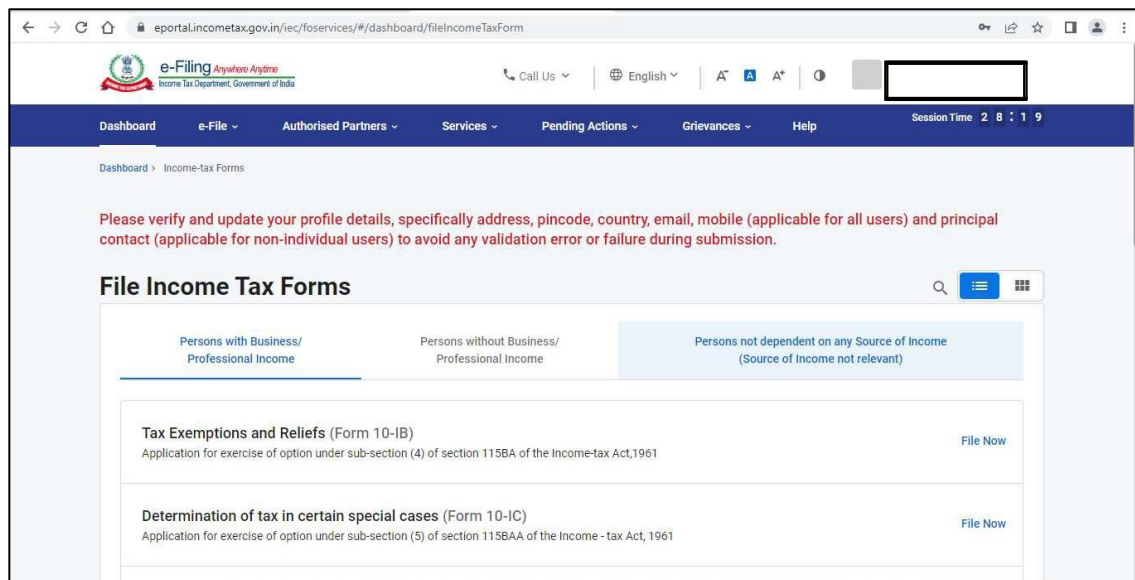 eportal.incometax.gov.in/iec/foservices/#/dashboard/fileIncomeTaxForm
e-Filing Anywhere Anytime
Income Tax Department, Government of India
Call Us
English
A- A A+
Dashboard e-File Authorised Partners Services Pending Actions Grievances Help Session Time 2 8 : 1 9
Dashboard > Income-tax Forms
Please verify and update your profile details, specifically address, pincode, country, email, mobile (applicable for all users) and principal
contact (applicable for non-individual users) to avoid any validation error or failure during submission.
File Income Tax Forms
Persons with Business/
Professional Income
Persons without Business/
Professional Income
Persons not dependent on any Source of Income
(Source of Income not relevant)
Tax Exemptions and Reliefs (Form 10-IB)
Application for exercise of option under sub-section (4) of section 115BA of the Income-tax Act,1961
File Now
Determination of tax in certain special cases (Form 10-IC)
Application for exercise of option under sub-section (5) of section 115BAA of the Income - tax Act, 1961
File Now